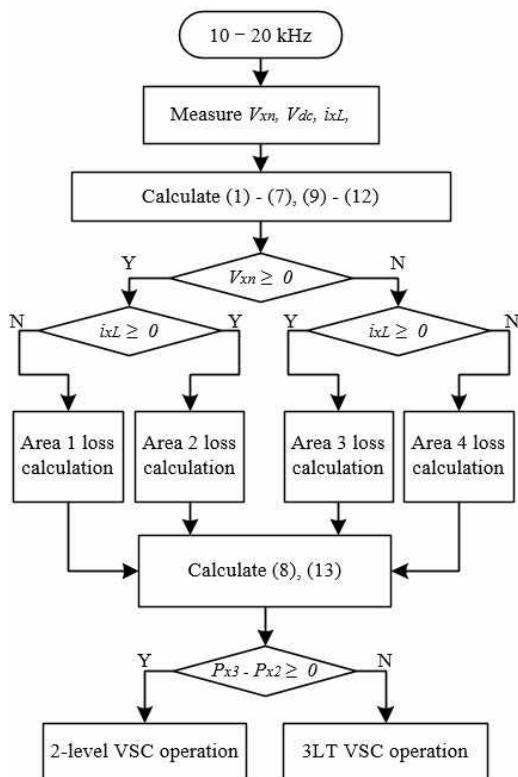 10 – 20 kHz
Measure Vxn, Vdc, ixL,
Calculate (1) - (7), (9) - (12)
Y
Vxn ≥ 0
N
N
ixL ≥ 0
Y
Y
ixL ≥ 0
N
Area 1 loss
calculation
Area 2 loss
calculation
Area 3 loss
calculation
Area 4 loss
calculation
Calculate (8), (13)
Y
Px3 - Px2 ≥ 0
N
2-level VSC operation
3LT VSC operation